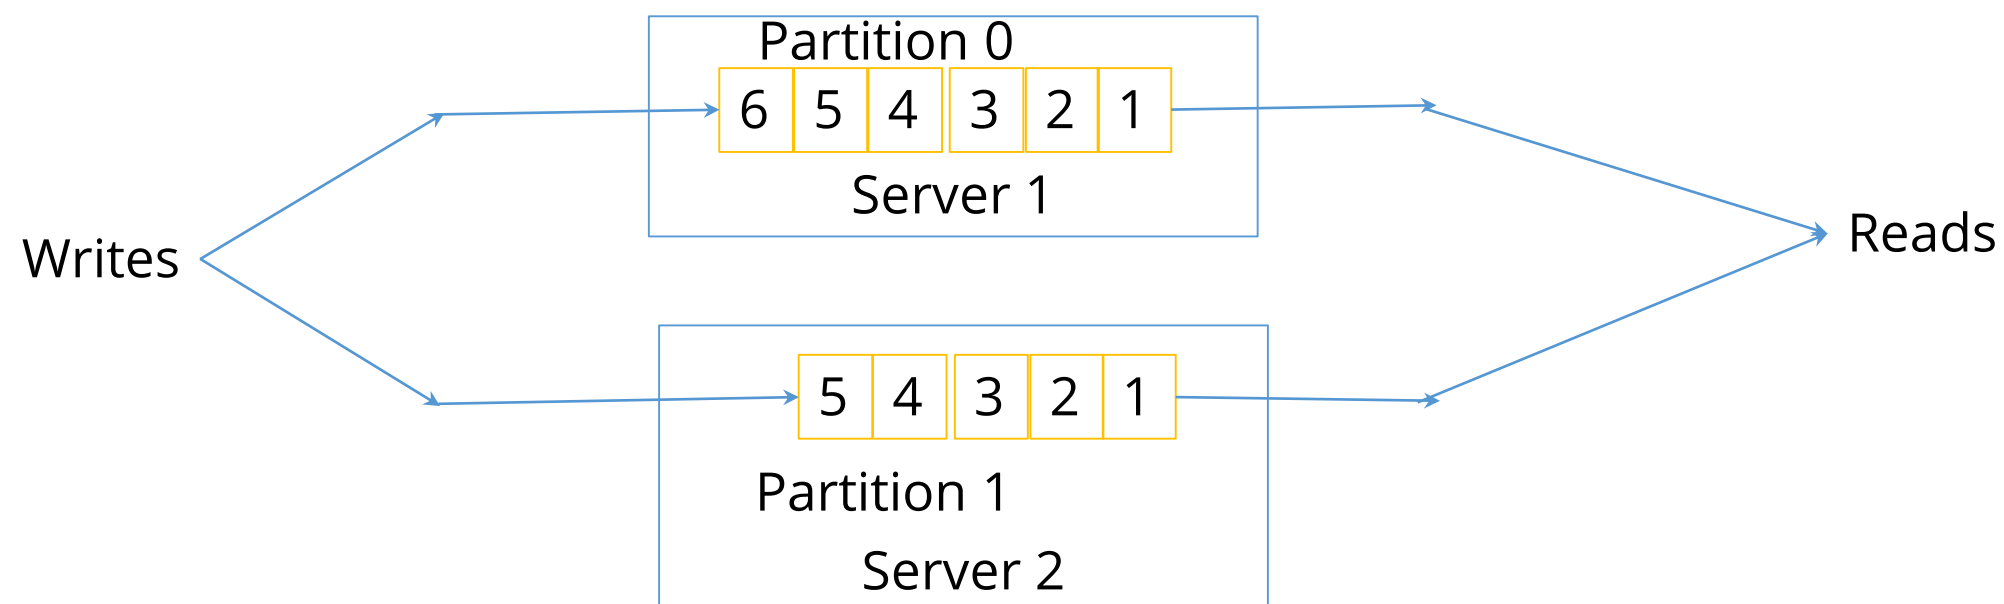 Partition 0
6 5 4 3 2 1
Server 1
Writes
Reads
5 4 3 2 1
Partition 1
Server 2